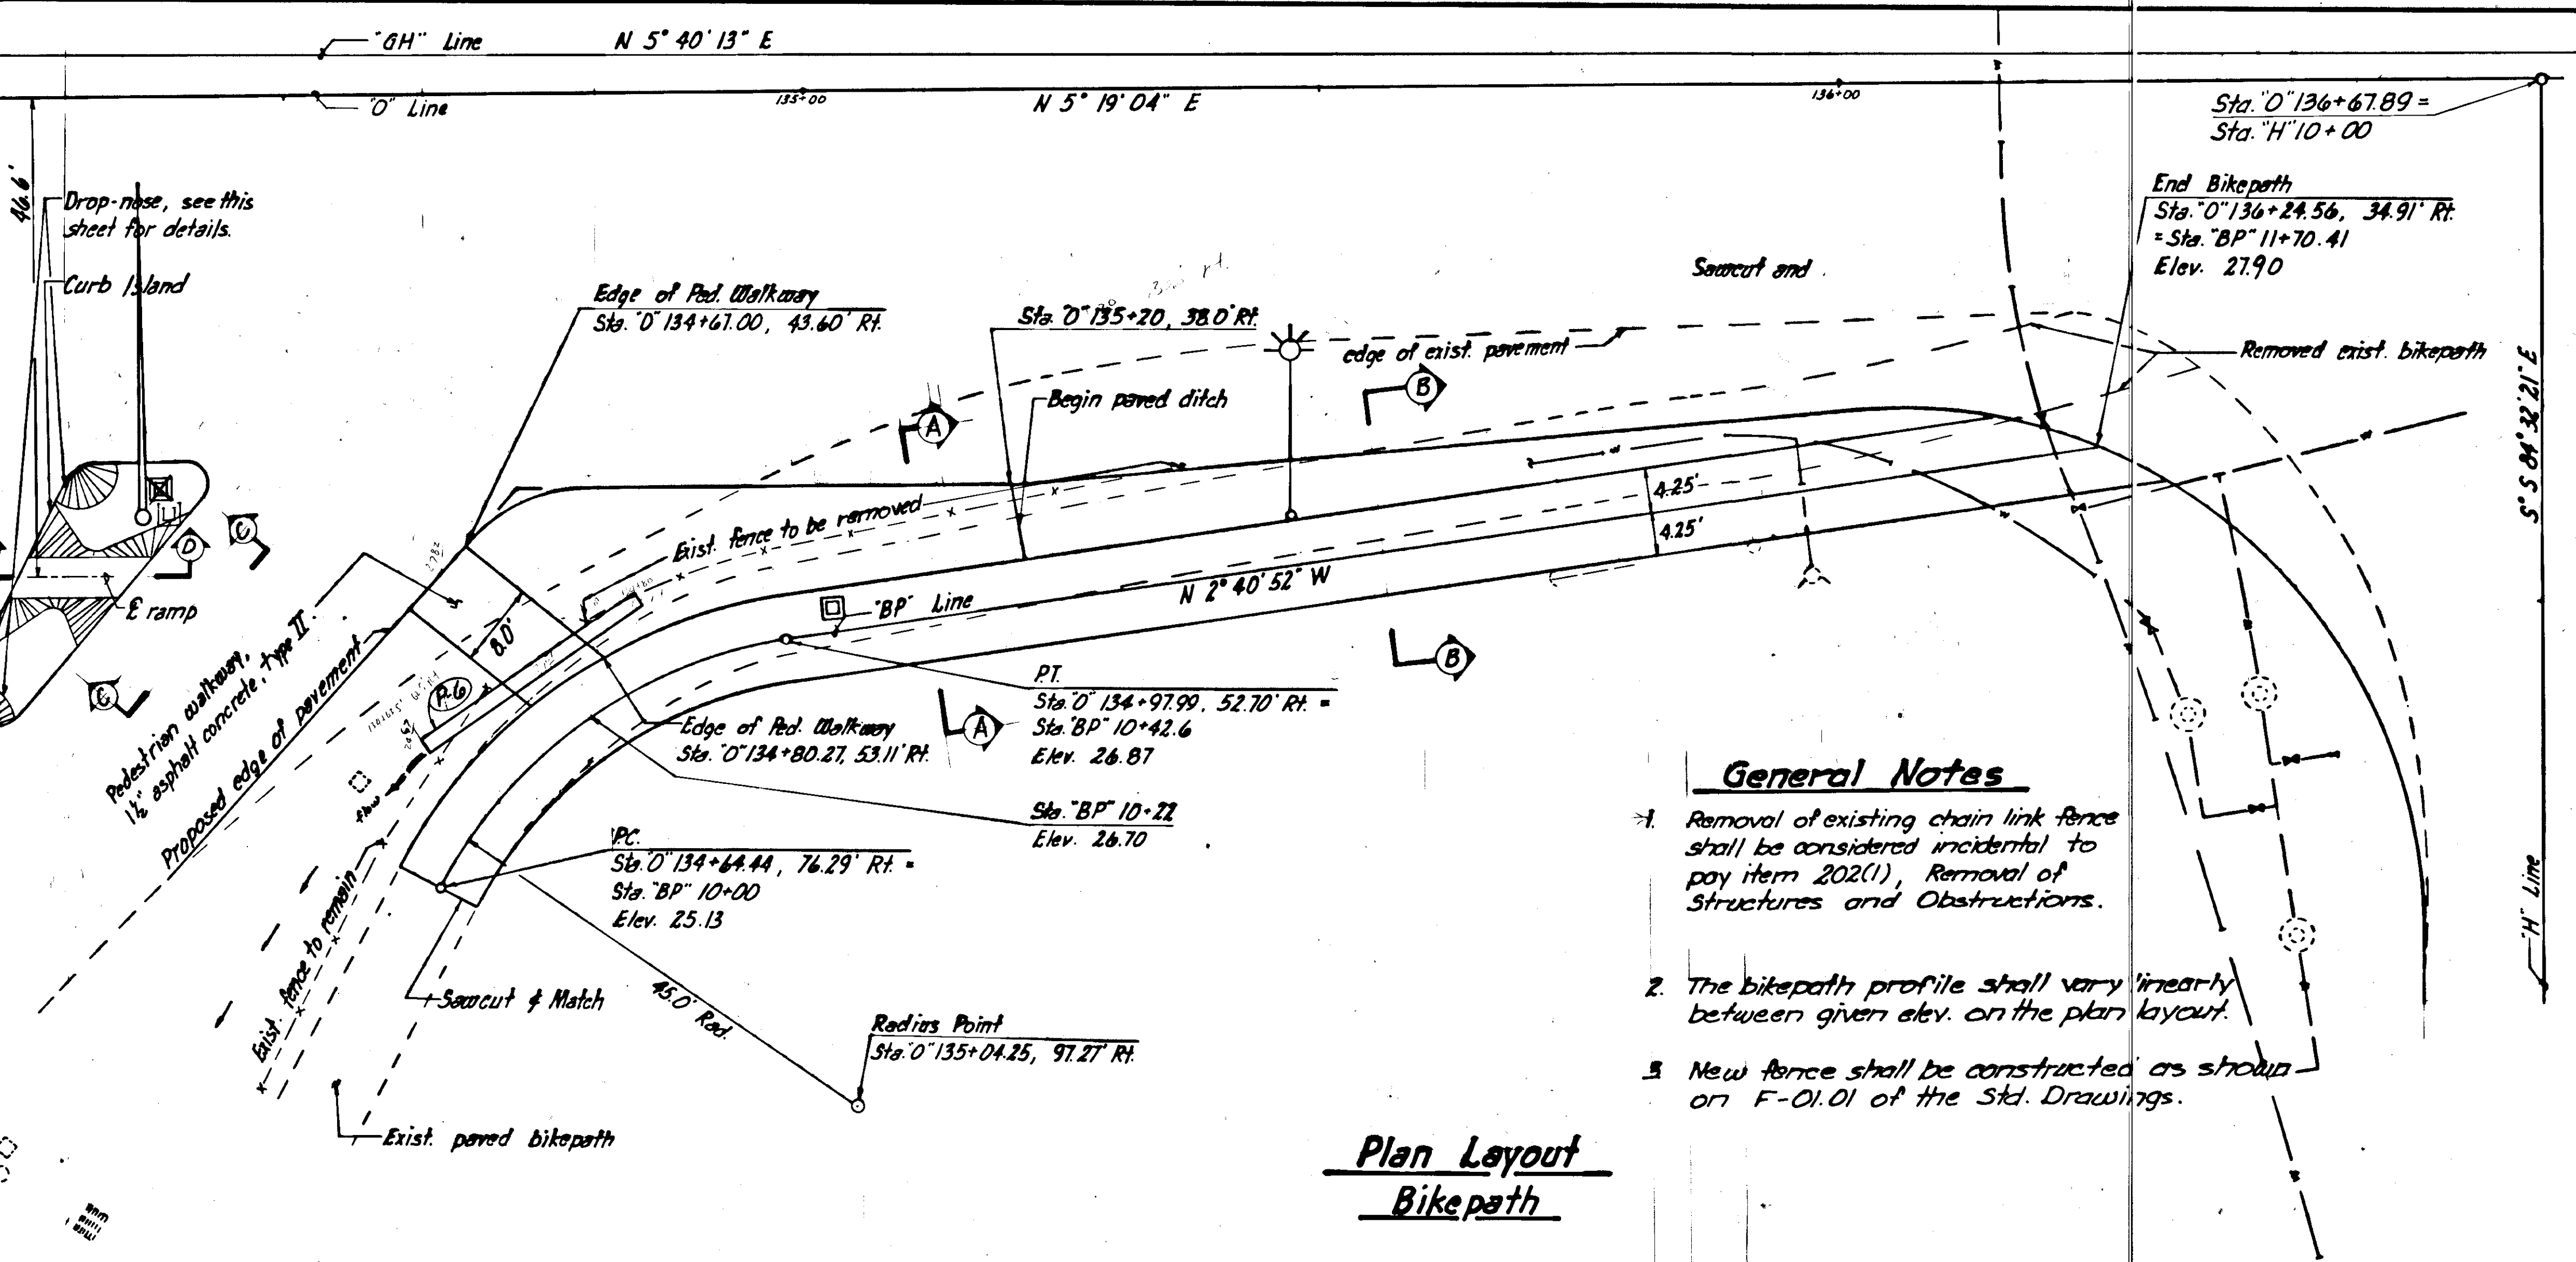 "GH" Line
N 5° 40' 13" E
"O" Line
135+00
N 5° 19' 04" E
136+00
Sta. "O" 136+67.89 =
Sta. "H" 10+00
46.6'
Drop-nose, see this
sheet for details.
Curb Island
End Bikepath
Sta. "O" 136+24.56, 34.91' Rt.
= Sta. "BP" 11+70.41
Elev. 27.90
Edge of Ped. Walkway
Sta. "O" 134+67.00, 43.60' Rt.
Sta. "O" 135+20, 38.0' Rt.
Sawcut and
edge of exist. pavement
Removed exist. bikepath
Begin paved ditch
A
B
S° S 84° 32' 21" E
Exist. fence to be removed
4.25'
4.25'
N 2° 40' 52" W
"BP" Line
C
D
℄ ramp
8.0'
C
Pedestrian walkway,
1½" asphalt concrete, type II.
Proposed edge of pavement
P-6
flow
Edge of Ped. Walkway
Sta. "O" 134+80.27, 53.11' Rt.
A
P.T.
Sta. "O" 134+97.99, 52.70' Rt. =
Sta. "BP" 10+42.6
Elev. 26.87
B
Sta. "BP" 10+22
Elev. 26.70
P.C.
Sta. "O" 134+64.44, 76.29' Rt. =
Sta. "BP" 10+00
Elev. 25.13
Exist. fence to remain
Sawcut & Match
45.0' Rad.
Radius Point
Sta. "O" 135+04.25, 97.27' Rt.
Exist. paved bikepath
General Notes
1. Removal of existing chain link fence
shall be considered incidental to
pay item 202(1), Removal of
Structures and Obstructions.
2. The bikepath profile shall vary linearly
between given elev. on the plan layout.
3 New fence shall be constructed as shown
on F-01.01 of the Std. Drawings.
"H" Line
Plan Layout
Bikepath